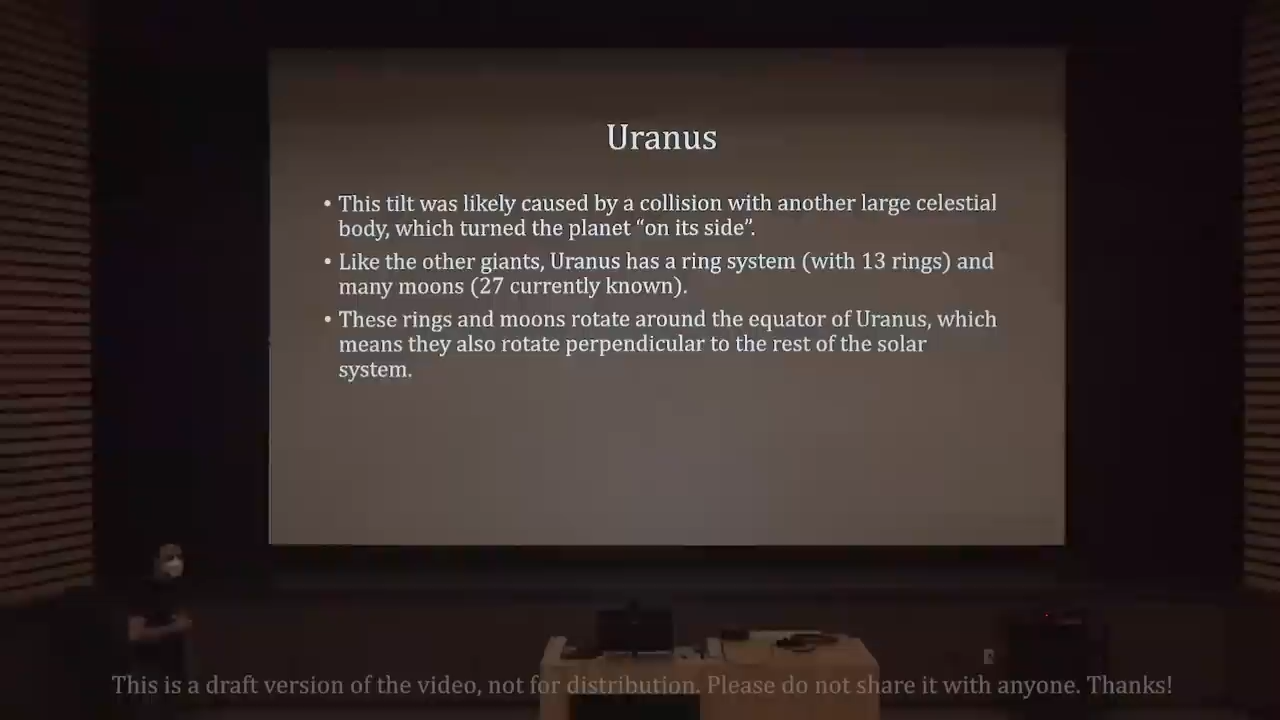 Uranus
• This tilt was likely caused by a collision with another large celestial
body, which turned the planet “on its side”.
• Like the other giants, Uranus has a ring system (with 13 rings) and
many moons (27 currently known).
• These rings and moons rotate around the equator of Uranus, which
means they also rotate perpendicular to the rest of the solar
system.
This is a draft version of the video, not for distribution. Please do not share it with anyone. Thanks!